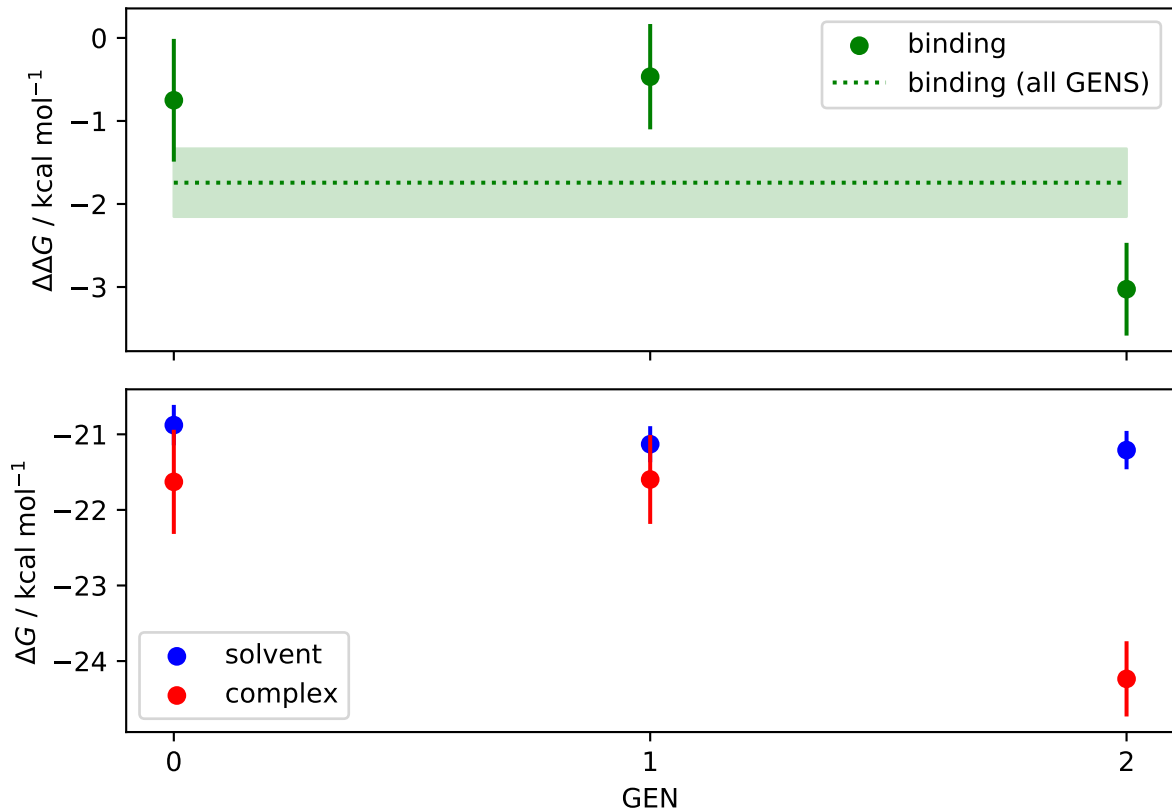 0
−1
−2
−3
ΔΔG / kcal mol⁻¹
binding
binding (all GENS)
−21
−22
−23
−24
ΔG / kcal mol⁻¹
solvent
complex
0 1 2
GEN